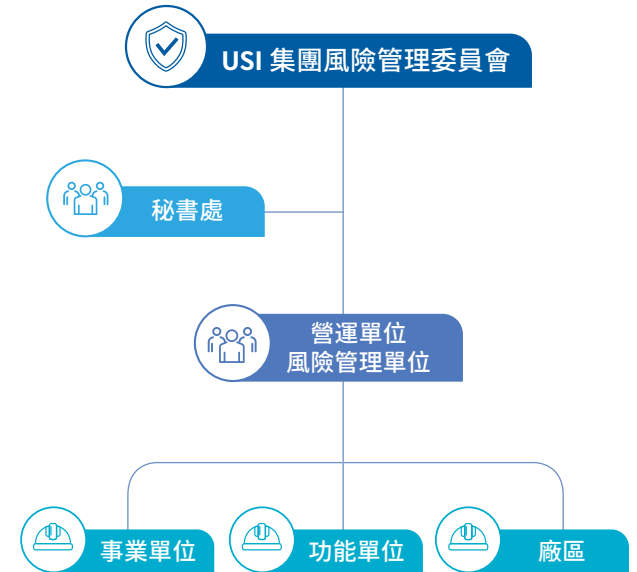 USI 集團風險管理委員會
秘書處
營運單位
風險管理單位
事業單位
功能單位
廠區